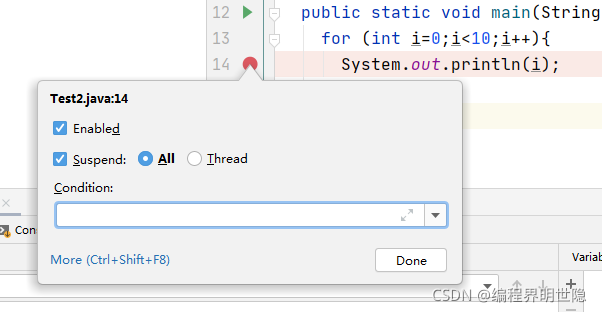 12 public static void main(String
13 for (int i=0;i<10;i++){
14 System.out.println(i);
Test2.java:14
Enabled
Suspend: All Thread
Condition:
More (Ctrl+Shift+F8) Done
Con
Variab
CSDN @编程界明世隐